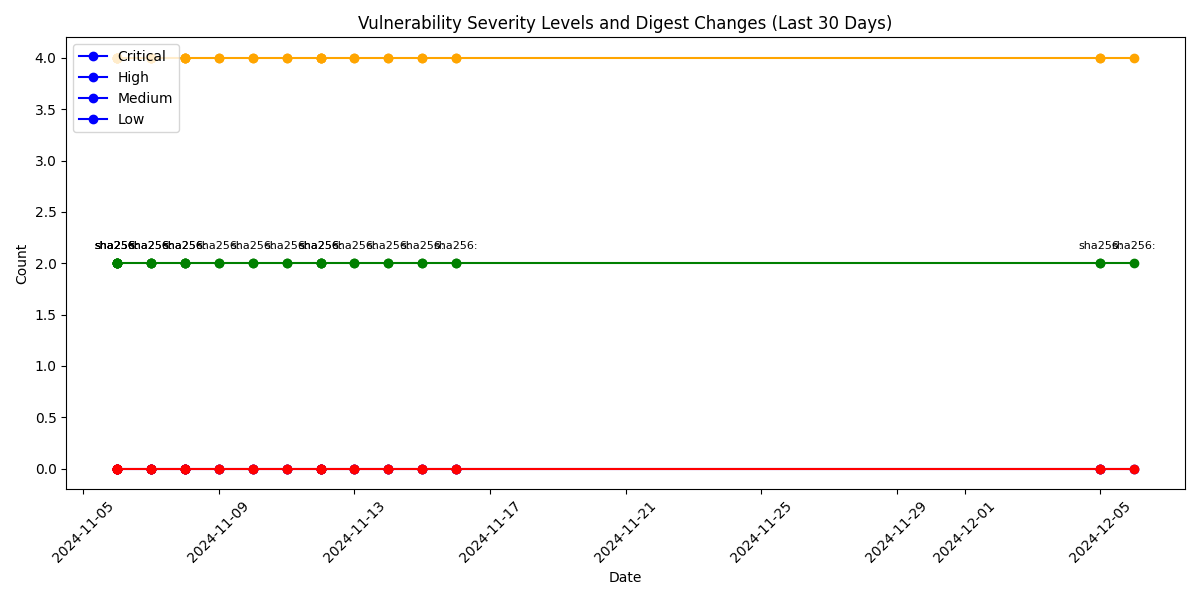 Vulnerability Severity Levels and Digest Changes (Last 30 Days)
Critical
High
Medium
Low
4.0
3.5
3.0
2.5
2.0
1.5
1.0
0.5
0.0
Count
sha256: sha256: sha256: sha256: sha256: sha256: sha256: sha256: sha256: sha256: sha256: sha256: sha256:
2024-11-05
2024-11-09
2024-11-13
2024-11-17
2024-11-21
2024-11-25
2024-11-29
2024-12-01
2024-12-05
Date